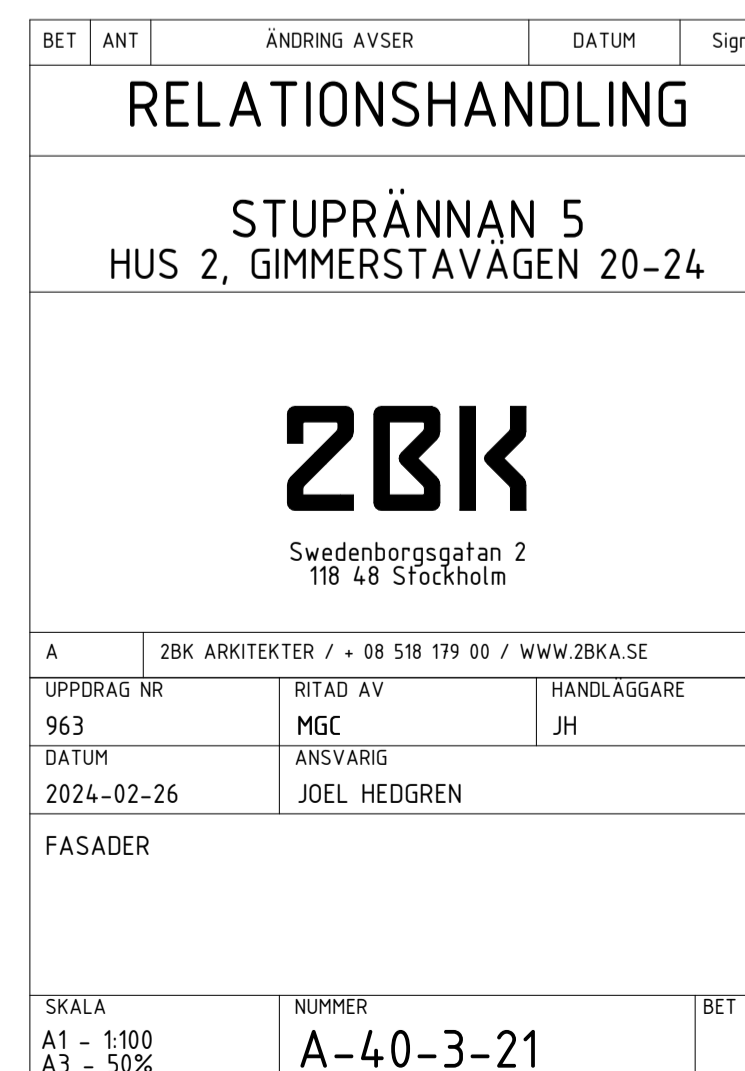 BET ANT ÄNDRING AVSER DATUM Sign
RELATIONSHANDLING
STUPRÄNNAN 5
HUS 2, GIMMERSTAVÄGEN 20-24
2BK
Swedenborgsgatan 2
118 48 Stockholm
A 2BK ARKITEKTER / + 08 518 179 00 / WWW.2BKA.SE
UPPDRAG NR RITAD AV HANDLÄGGARE
963 MGC JH
DATUM ANSVARIG
2024-02-26 JOEL HEDGREN
FASADER
SKALA NUMMER BET
A1 - 1:100 A-40-3-21
A3 - 50%